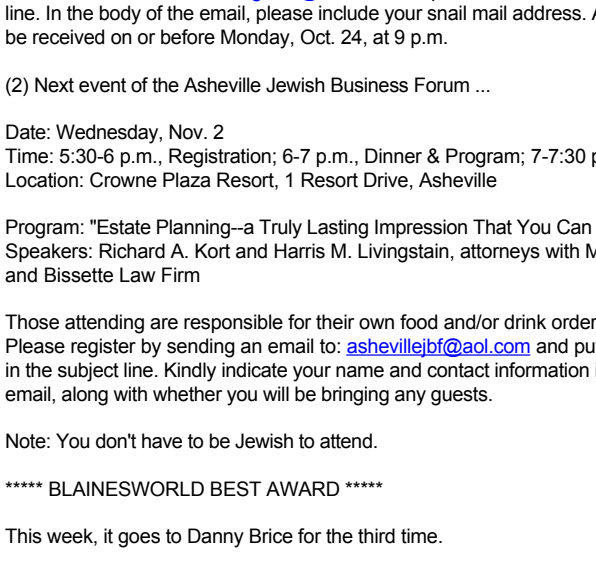 line. In the body of the email, please include your snail mail address.
be received on or before Monday, Oct. 24, at 9 p.m.
(2) Next event of the Asheville Jewish Business Forum ...
Date: Wednesday, Nov. 2
Time: 5:30-6 p.m., Registration; 6-7 p.m., Dinner & Program; 7-7:30
Location: Crowne Plaza Resort, 1 Resort Drive, Asheville
Program: "Estate Planning--a Truly Lasting Impression That You Can
Speakers: Richard A. Kort and Harris M. Livingstain, attorneys with
and Bissette Law Firm
Those attending are responsible for their own food and/or drink order
Please register by sending an email to: ashevillejbf@aol.com and
in the subject line. Kindly indicate your name and contact information
email, along with whether you will be bringing any guests.
Note: You don't have to be Jewish to attend.
***** BLAINESWORLD BEST AWARD *****
This week, it goes to Danny Brice for the third time.